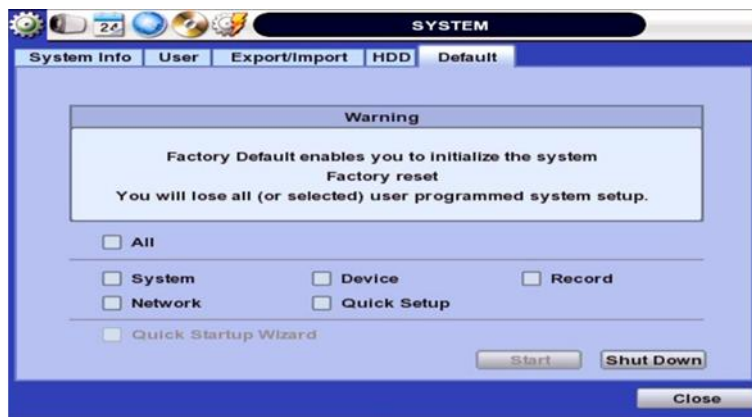 24
SYSTEM
System Info User Export/Import HDD Default
Warning
Factory Default enables you to initialize the system
Factory reset
You will lose all (or selected) user programmed system setup.
All
System Device Record
Network Quick Setup
Quick Startup Wizard
Start Shut Down
Close